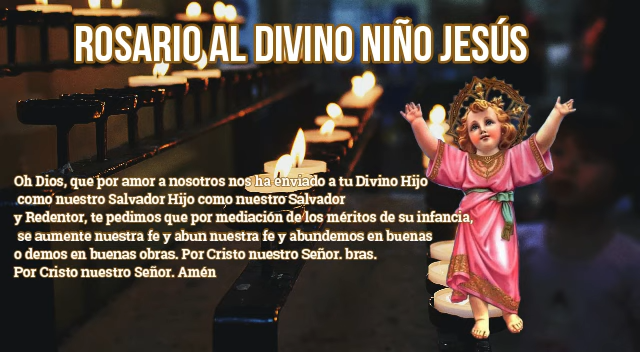 ROSARIO AL DIVINO NIÑO JESÚS
Oh Dios, que por amor a nosotros nos ha enviado a tu Divino Hijo
como nuestro Salvador Hijo como nuestro Salvador
y Redentor, te pedimos que por mediación de los méritos de su infancia,
se aumente nuestra fe y abun nuestra fe y abundemos en buenas
o demos en buenas obras. Por Cristo nuestro Señor. bras.
Por Cristo nuestro Señor. Amén